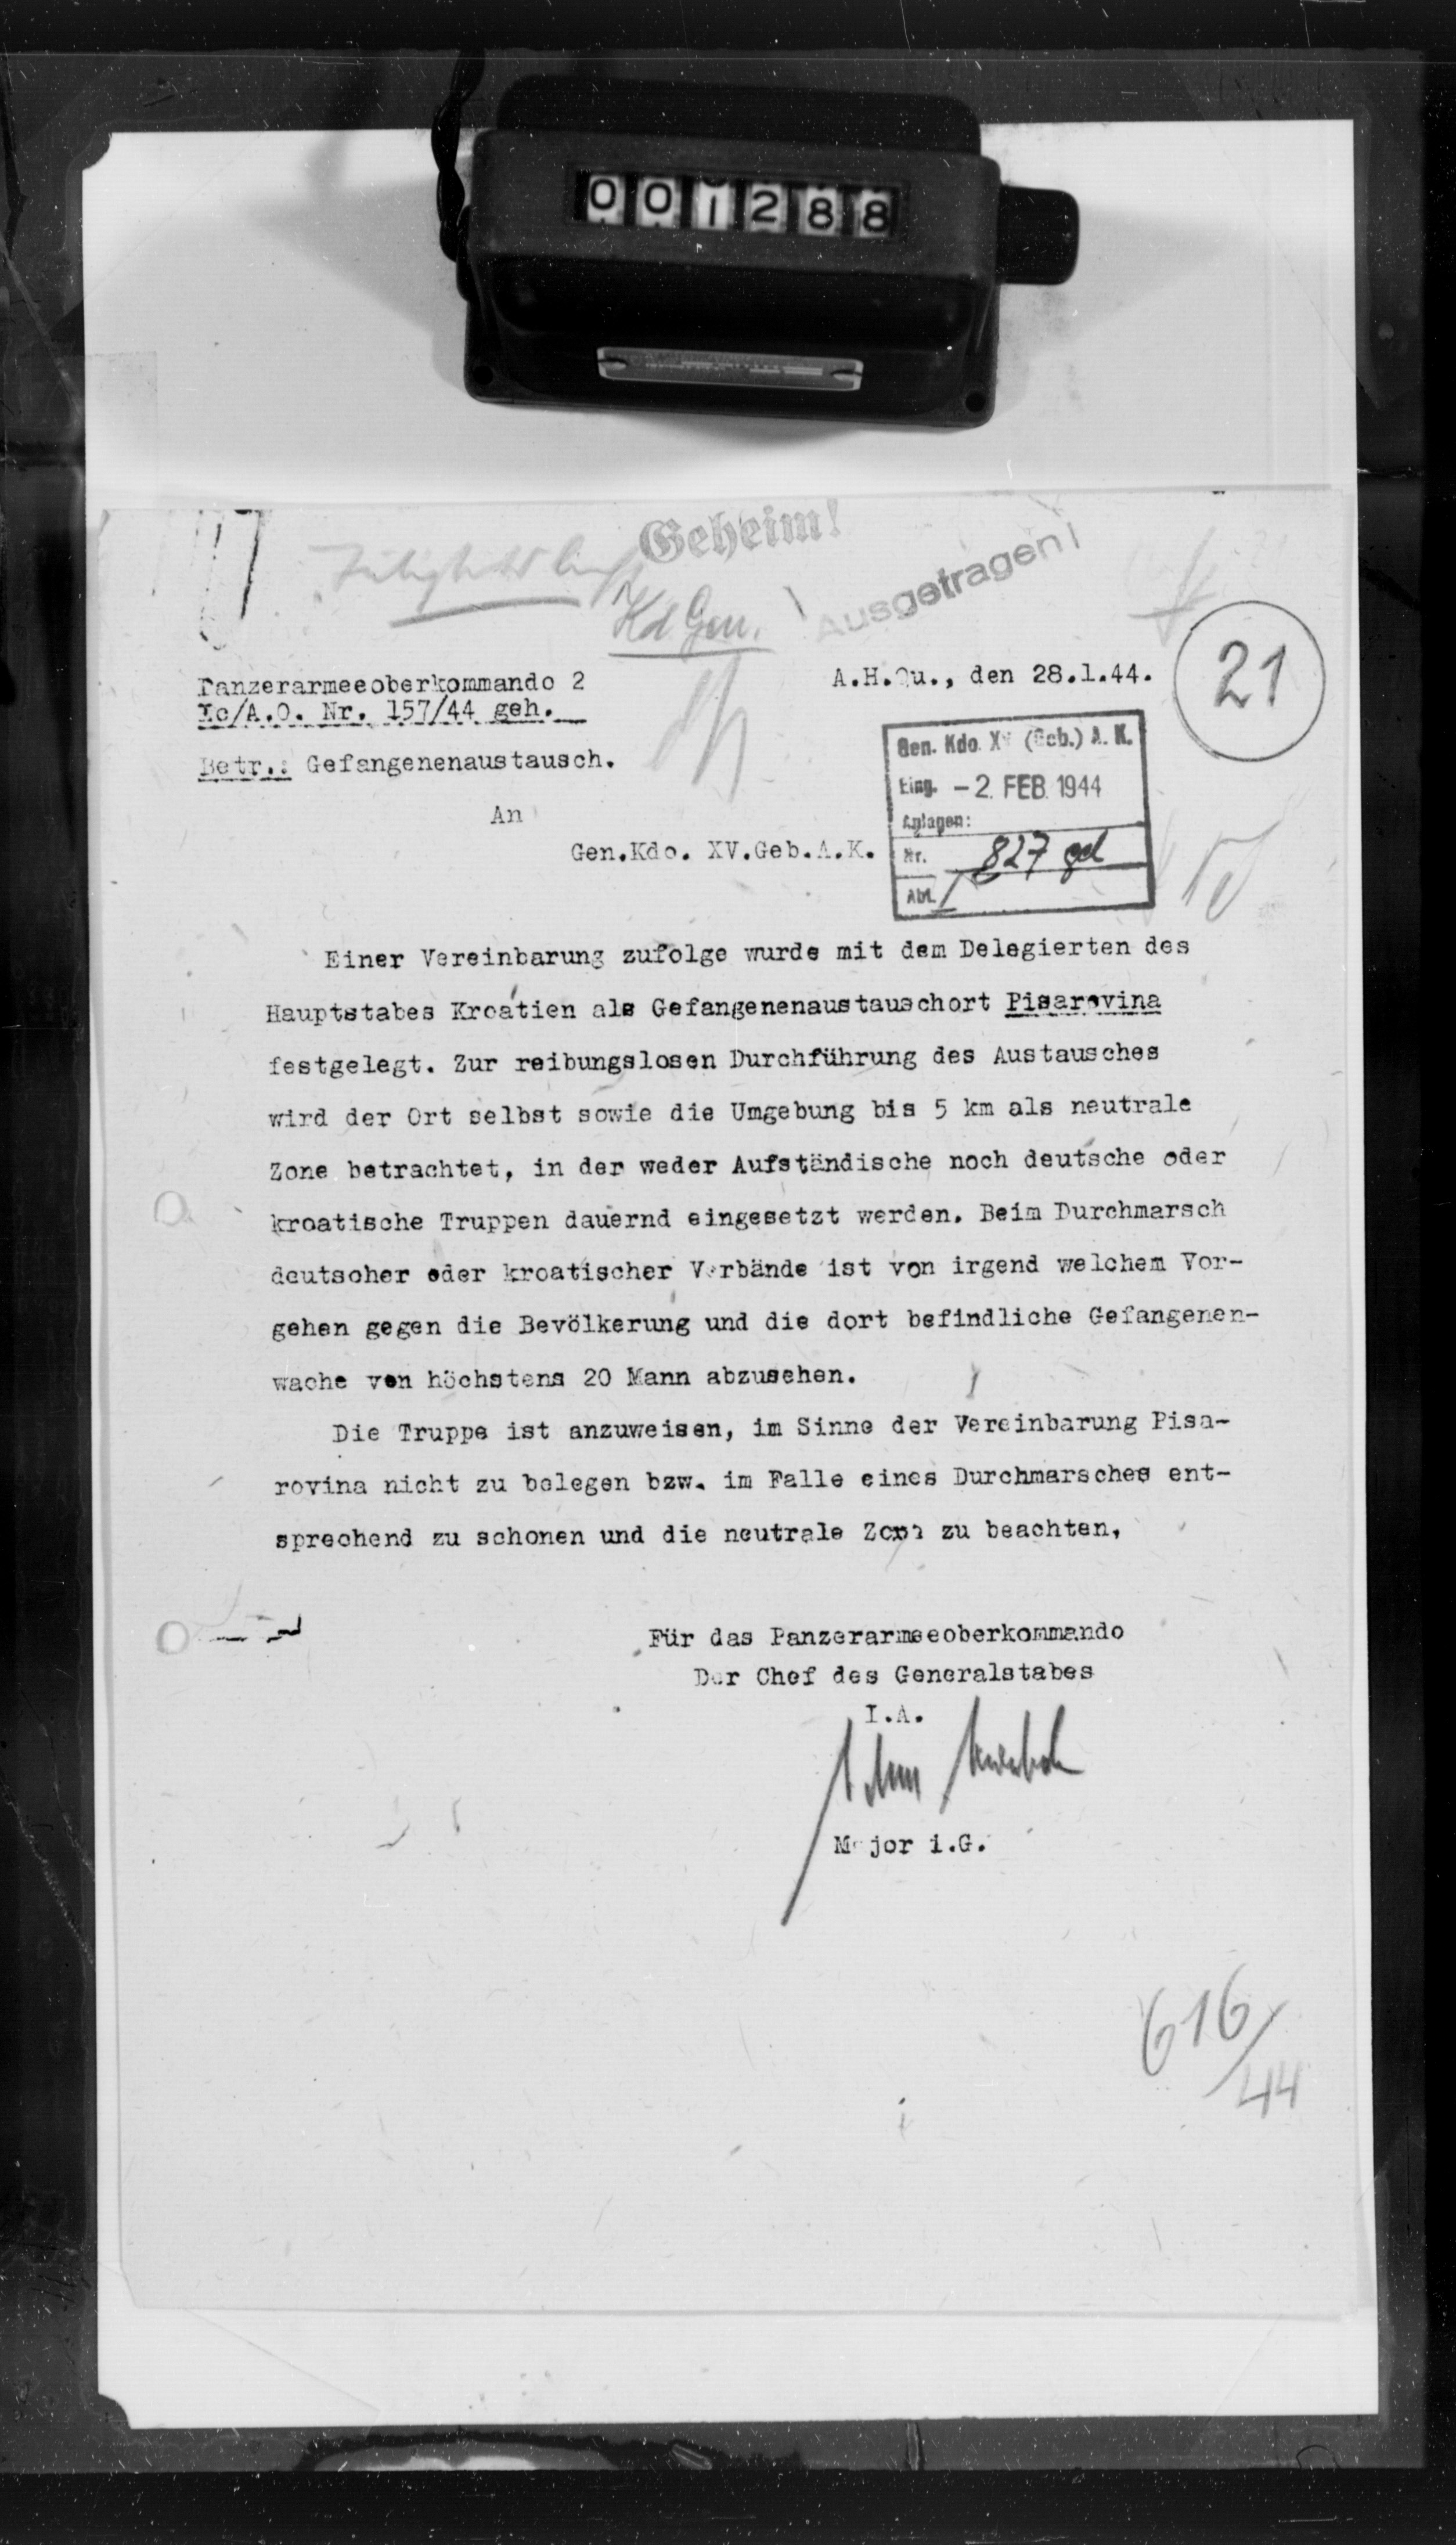 001288
Geheim!
Ausgetragen!
Kd Gen.
21
Panzerarmeeoberkommando 2
A.H.Qu., den 28.1.44.
Ic/A.O. Nr. 157/44 geh.
Betr.: Gefangenenaustausch.
Gen. Kdo. XV (Geb.) A. K.
Eing. - 2. FEB. 1944
Anlagen:
Nr. 827
Abt.
An
Gen.Kdo. XV.Geb.A.K.
Einer Vereinbarung zufolge wurde mit dem Delegierten des
Hauptstabes Kroatien als Gefangenenaustauschort Pisarovina
festgelegt. Zur reibungslosen Durchführung des Austausches
wird der Ort selbst sowie die Umgebung bis 5 km als neutrale
Zone betrachtet, in der weder Aufständische noch deutsche oder
kroatische Truppen dauernd eingesetzt werden. Beim Durchmarsch
deutscher oder kroatischer Verbände ist von irgend welchem Vor-
gehen gegen die Bevölkerung und die dort befindliche Gefangenen-
wache von höchstens 20 Mann abzusehen.
Die Truppe ist anzuweisen, im Sinne der Vereinbarung Pisa-
rovina nicht zu belegen bzw. im Falle eines Durchmarsches ent-
sprechend zu schonen und die neutrale Zone zu beachten.
Für das Panzerarmeeoberkommando
Der Chef des Generalstabes
I.A.
Major i.G.
616/44